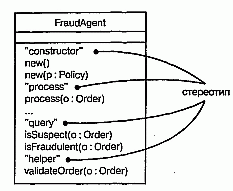 FraudAgent
"constructor"
new()
new(p : Policy)
"process"
process(o : Order)
...
"query"
isSuspect(o : Order)
isFraudulent(o : Order)
"helper"
validateOrder(o : Order)
стереотип